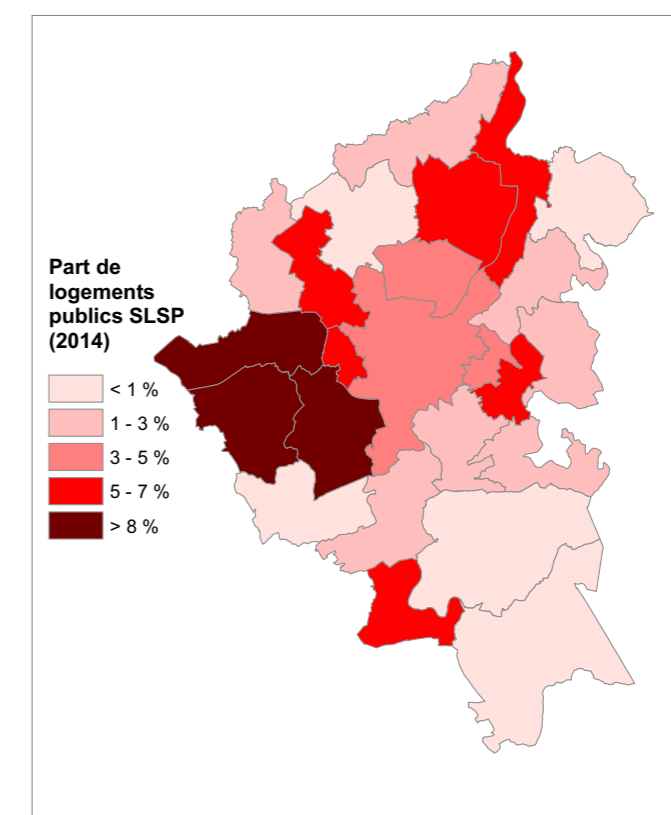 Part de
logements
publics SLSP
(2014)
< 1 %
1 - 3 %
3 - 5 %
5 - 7 %
> 8 %